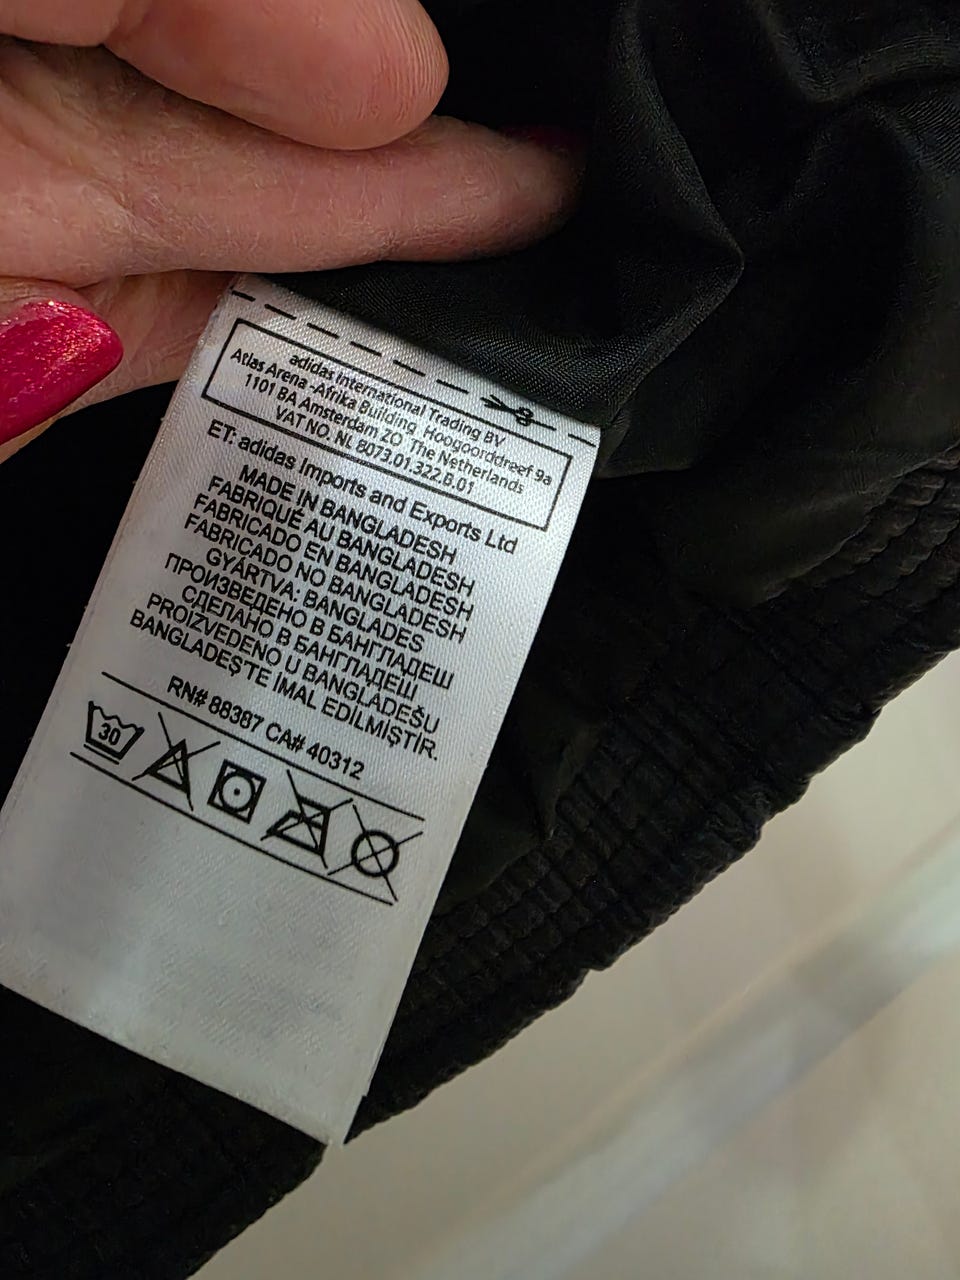 adidas International Trading BV
Atlas Arena -Afrika Building Hoogoorddreef 9a
1101 BA Amsterdam ZO The Netherlands
VAT NO. NL 8073.01.322.B.01
ET: adidas Imports and Exports Ltd
MADE IN BANGLADESH
FABRIQUÉ AU BANGLADESH
FABRICADO EN BANGLADESH
FABRICADO NO BANGLADESH
GYÁRTVA: BANGLADES
ПРОИЗВЕДЕНО В БАНГЛАДЕШ
СДЕЛАНО В БАНГЛАДЕШ
PROIZVEDENO U BANGLADEŠU
BANGLADEŞ'TE İMAL EDİLMİŞTİR.
RN# 88387 CA# 40312
30